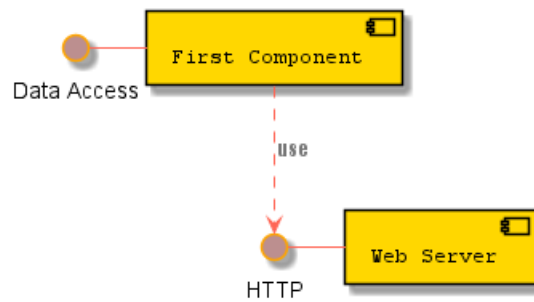 First Component
Data Access
use
Web Server
HTTP